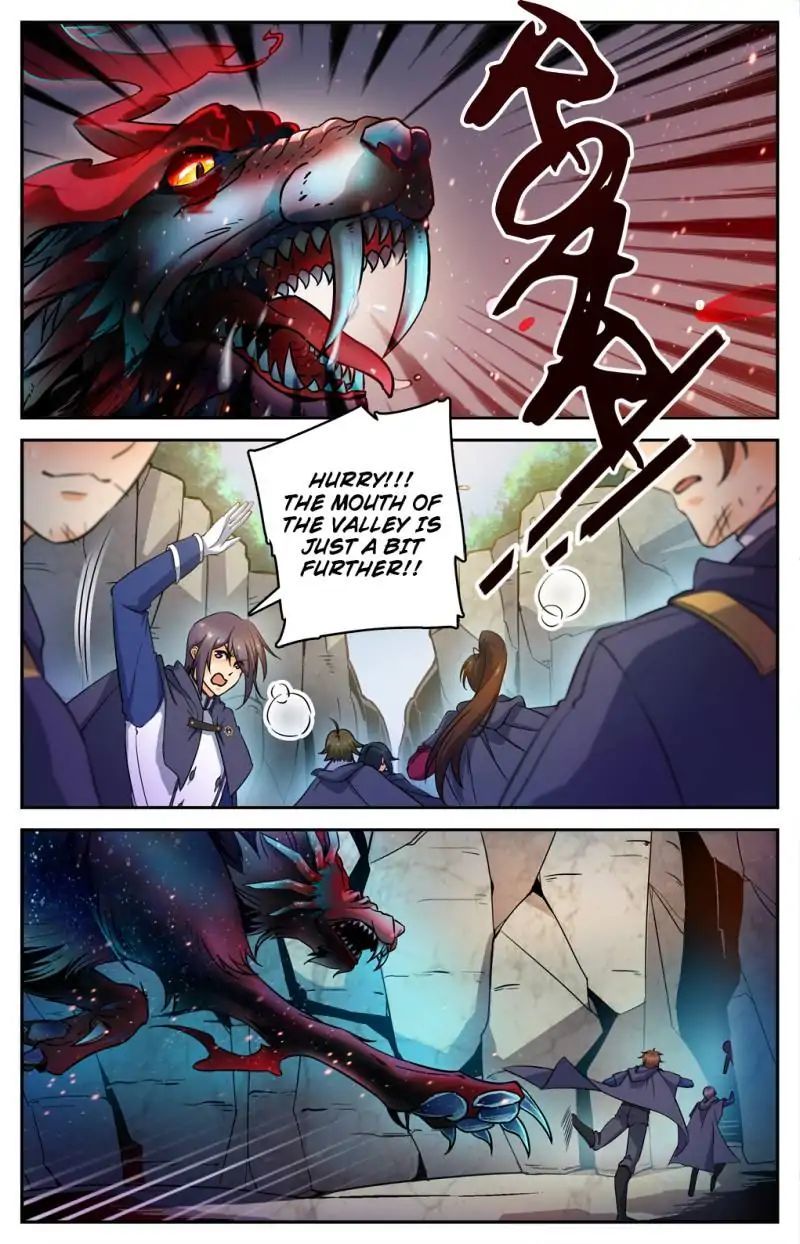 ROAR
HURRY!!!
THE MOUTH OF
THE VALLEY IS
JUST A BIT
FURTHER!!